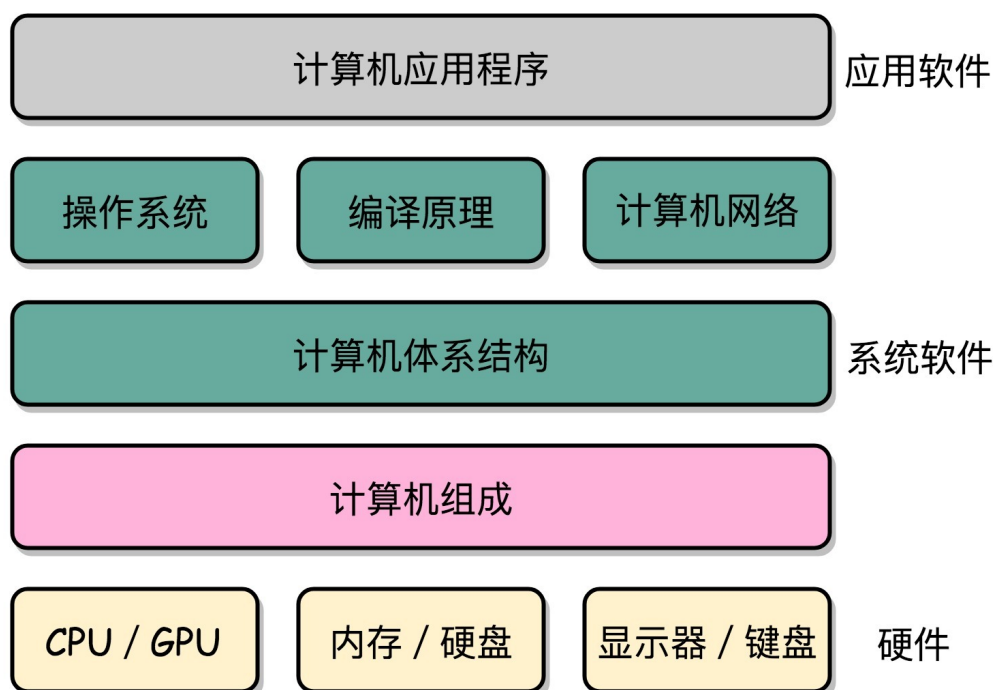 计算机应用程序 应用软件
操作系统 编译原理 计算机网络
计算机体系结构 系统软件
计算机组成
CPU / GPU 内存 / 硬盘 显示器 / 键盘 硬件